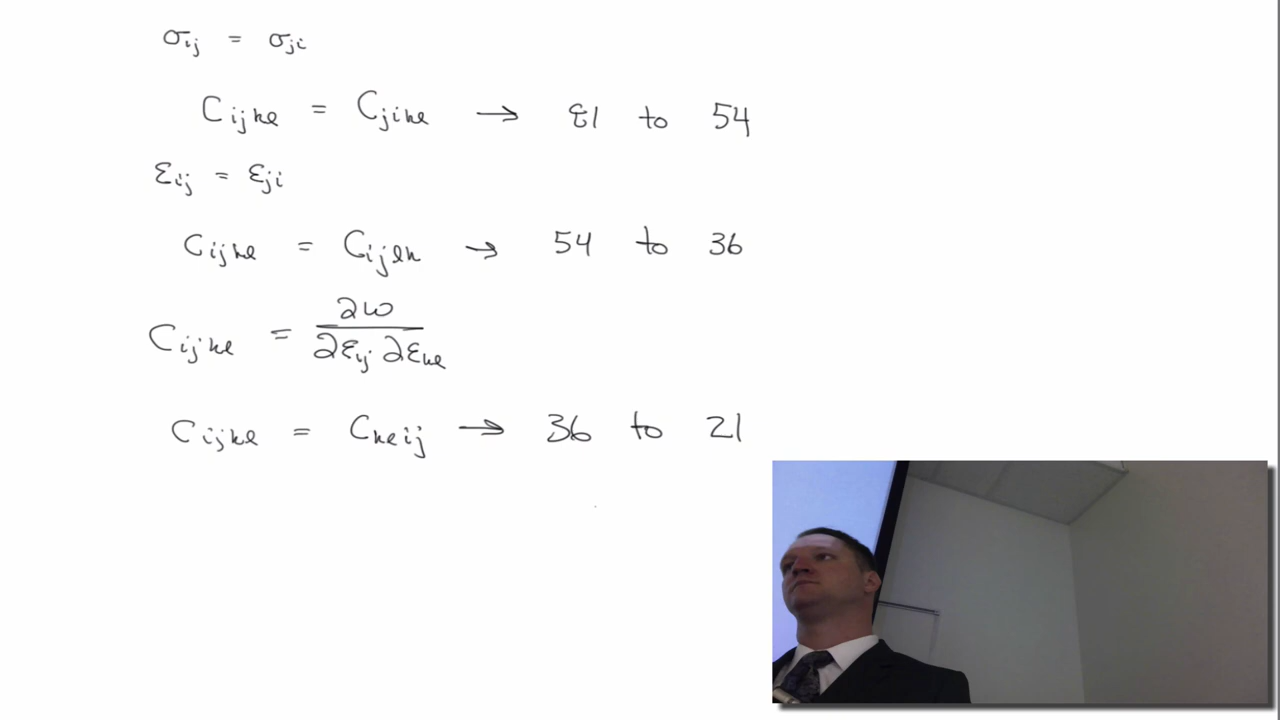 σij = σji
Cijkl = Cjikl → 81 to 54
εij = εji
Cijkl = Cijlk → 54 to 36
Cijkl = ∂w / ∂εij ∂εkl
Cijkl = Cklij → 36 to 21